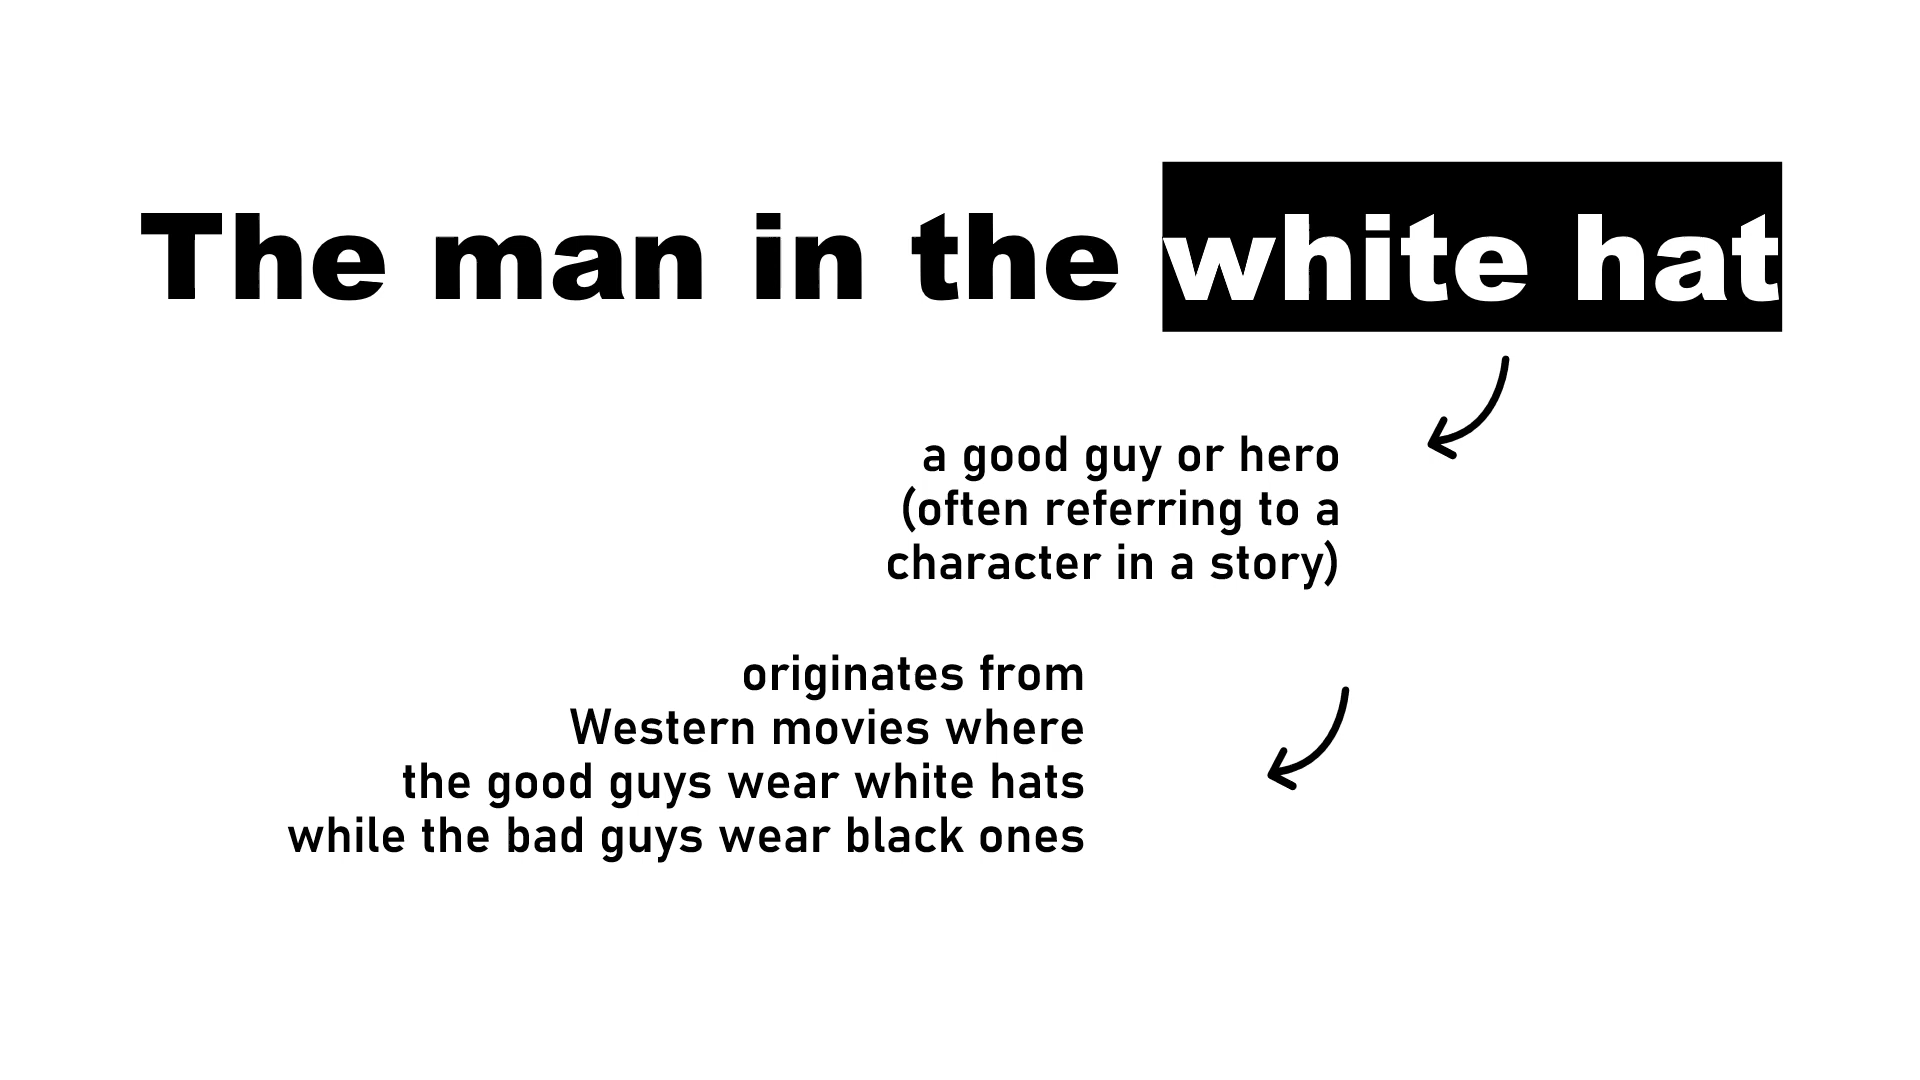 The man in the white hat
a good guy or hero
(often referring to a
character in a story)
originates from
Western movies where
the good guys wear white hats
while the bad guys wear black ones